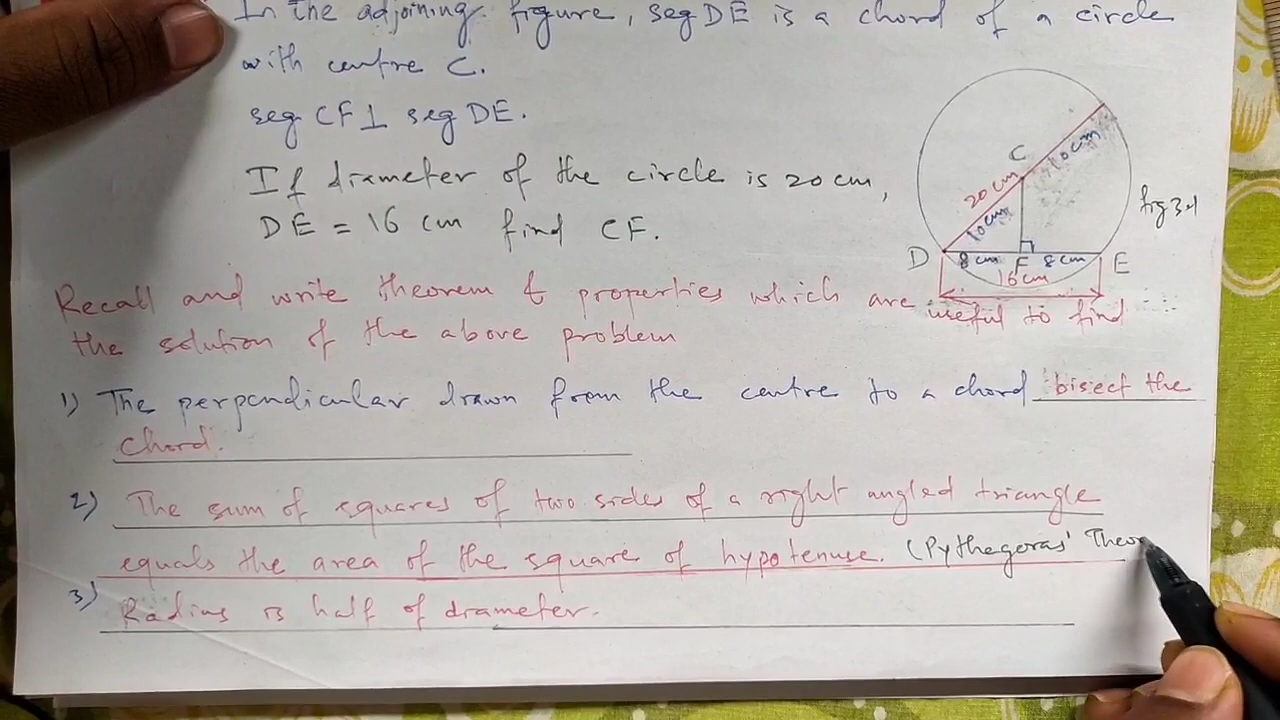 In the adjoining figure, seg DE is a chord of a circle
with centre C.
seg CF ⊥ seg DE.
If diameter of the circle is 20 cm,
DE = 16 cm find CF.
C
10 cm
20 cm
10 cm
fig 3.1
D
8 cm
F
8 cm
E
16 cm
Recall and write theorem & properties which are useful to find
the solution of the above problem
1) The perpendicular drawn from the centre to a chord bisect the
chord.
2) The sum of squares of two sides of a right angled triangle
equals the area of the square of hypotenuse. (Pythegoras' Theor
3) Radius is half of diameter.